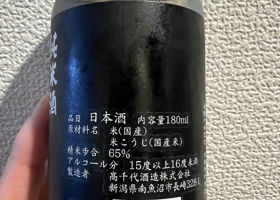 純米酒
品目 日本酒 内容量180ml
原材料名 米(国産)
米こうじ(国産米)
精米歩合 65%
アルコール分 15度以上16度未満
製造者 高千代酒造株式会社
新潟県南魚沼市長崎328-1